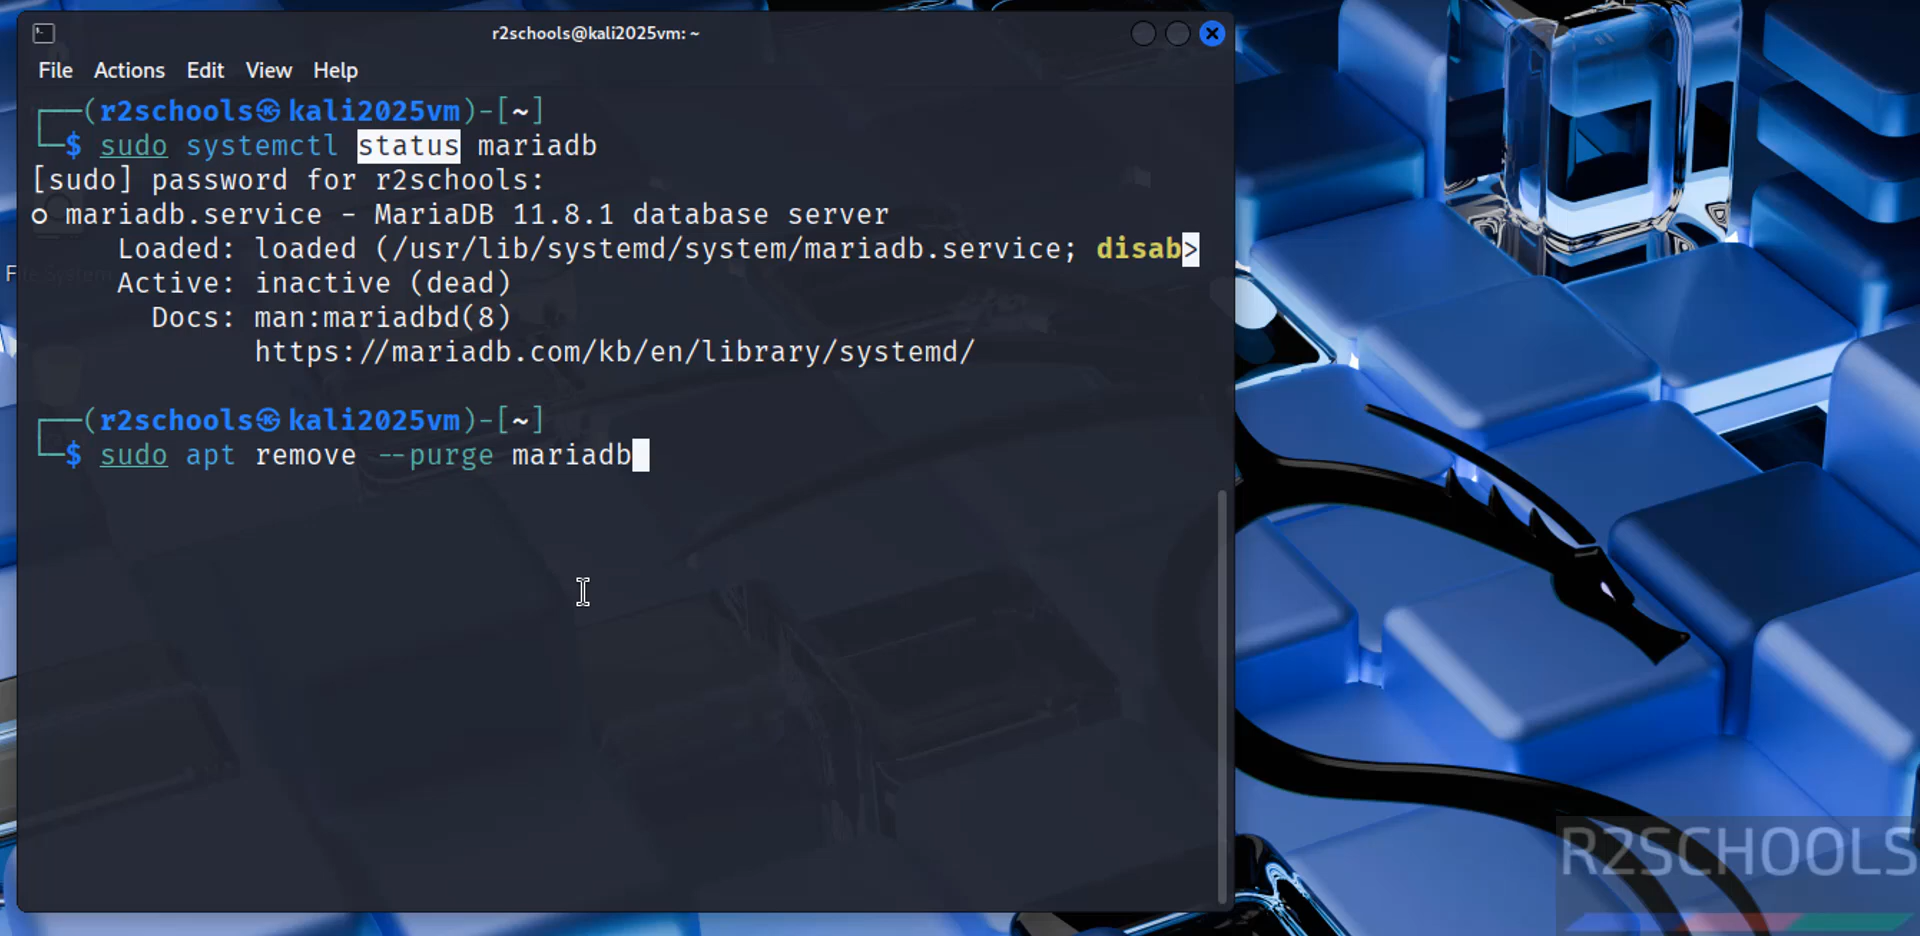 r2schools@kali2025vm: ~
File Actions Edit View Help
┌──(r2schools㉿kali2025vm)-[~]
└─$ sudo systemctl status mariadb
[sudo] password for r2schools:
○ mariadb.service - MariaDB 11.8.1 database server
Loaded: loaded (/usr/lib/systemd/system/mariadb.service; disab>
Active: inactive (dead)
Docs: man:mariadbd(8)
https://mariadb.com/kb/en/library/systemd/
┌──(r2schools㉿kali2025vm)-[~]
└─$ sudo apt remove --purge mariadb
R2SCHOOLS